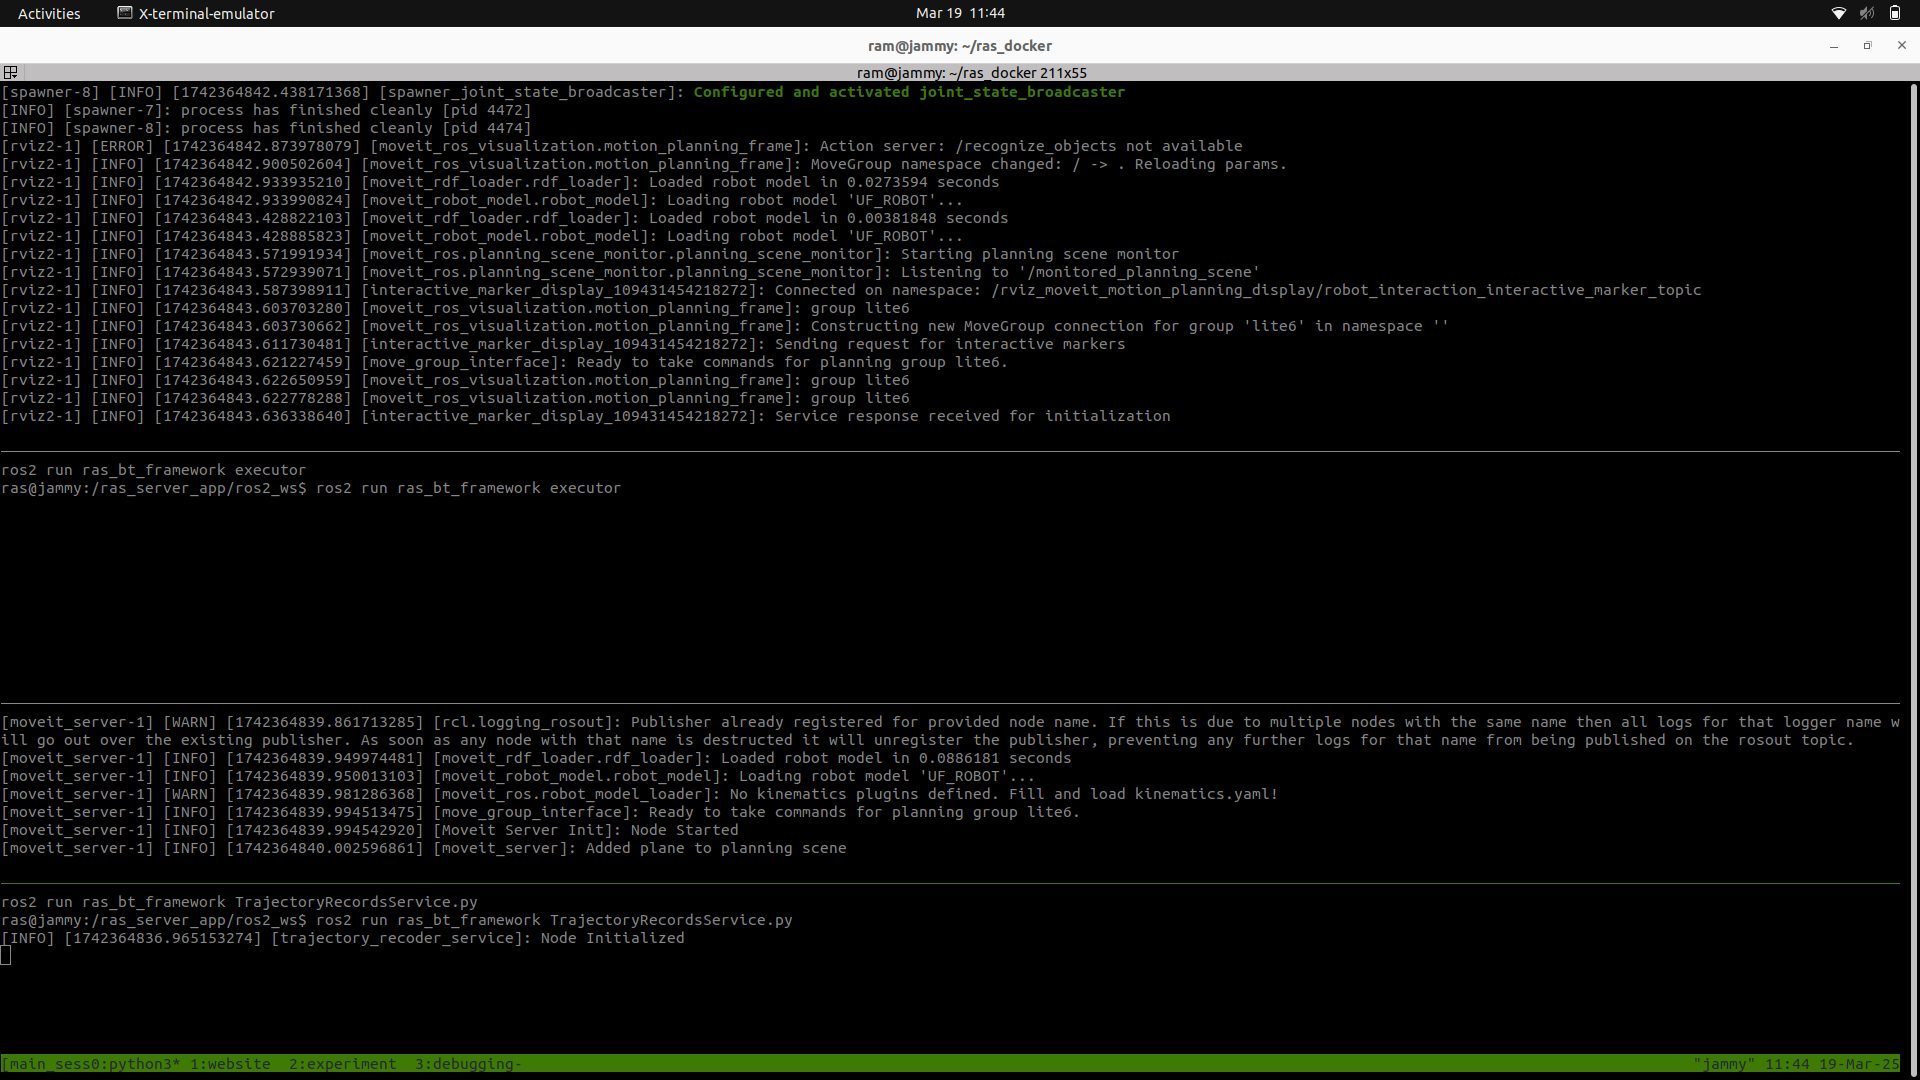 Activities
X-terminal-emulator
Mar 19 11:44
ram@jammy: ~/ras_docker
ram@jammy: ~/ras_docker 211x55
[spawner-8] [INFO] [1742364842.438171368] [spawner_joint_state_broadcaster]: Configured and activated joint_state_broadcaster
[INFO] [spawner-7]: process has finished cleanly [pid 4472]
[INFO] [spawner-8]: process has finished cleanly [pid 4474]
[rviz2-1] [ERROR] [1742364842.873978079] [moveit_ros_visualization.motion_planning_frame]: Action server: /recognize_objects not available
[rviz2-1] [INFO] [1742364842.900502604] [moveit_ros_visualization.motion_planning_frame]: MoveGroup namespace changed: / -> . Reloading params.
[rviz2-1] [INFO] [1742364842.933935210] [moveit_rdf_loader.rdf_loader]: Loaded robot model in 0.0273594 seconds
[rviz2-1] [INFO] [1742364842.933990824] [moveit_robot_model.robot_model]: Loading robot model 'UF_ROBOT'...
[rviz2-1] [INFO] [1742364843.428822103] [moveit_rdf_loader.rdf_loader]: Loaded robot model in 0.00381848 seconds
[rviz2-1] [INFO] [1742364843.428885823] [moveit_robot_model.robot_model]: Loading robot model 'UF_ROBOT'...
[rviz2-1] [INFO] [1742364843.571991934] [moveit_ros.planning_scene_monitor.planning_scene_monitor]: Starting planning scene monitor
[rviz2-1] [INFO] [1742364843.572939071] [moveit_ros.planning_scene_monitor.planning_scene_monitor]: Listening to '/monitored_planning_scene'
[rviz2-1] [INFO] [1742364843.587398911] [interactive_marker_display_109431454218272]: Connected on namespace: /rviz_moveit_motion_planning_display/robot_interaction_interactive_marker_topic
[rviz2-1] [INFO] [1742364843.603703280] [moveit_ros_visualization.motion_planning_frame]: group lite6
[rviz2-1] [INFO] [1742364843.603730662] [moveit_ros_visualization.motion_planning_frame]: Constructing new MoveGroup connection for group 'lite6' in namespace ''
[rviz2-1] [INFO] [1742364843.611730481] [interactive_marker_display_109431454218272]: Sending request for interactive markers
[rviz2-1] [INFO] [1742364843.621227459] [move_group_interface]: Ready to take commands for planning group lite6.
[rviz2-1] [INFO] [1742364843.622650959] [moveit_ros_visualization.motion_planning_frame]: group lite6
[rviz2-1] [INFO] [1742364843.622778288] [moveit_ros_visualization.motion_planning_frame]: group lite6
[rviz2-1] [INFO] [1742364843.636338640] [interactive_marker_display_109431454218272]: Service response received for initialization
ros2 run ras_bt_framework executor
ras@jammy:/ras_server_app/ros2_ws$ ros2 run ras_bt_framework executor
[moveit_server-1] [WARN] [1742364839.861713285] [rcl.logging_rosout]: Publisher already registered for provided node name. If this is due to multiple nodes with the same name then all logs for that logger name w
ill go out over the existing publisher. As soon as any node with that name is destructed it will unregister the publisher, preventing any further logs for that name from being published on the rosout topic.
[moveit_server-1] [INFO] [1742364839.949974481] [moveit_rdf_loader.rdf_loader]: Loaded robot model in 0.0886181 seconds
[moveit_server-1] [INFO] [1742364839.950013103] [moveit_robot_model.robot_model]: Loading robot model 'UF_ROBOT'...
[moveit_server-1] [WARN] [1742364839.981286368] [moveit_ros.robot_model_loader]: No kinematics plugins defined. Fill and load kinematics.yaml!
[moveit_server-1] [INFO] [1742364839.994513475] [move_group_interface]: Ready to take commands for planning group lite6.
[moveit_server-1] [INFO] [1742364839.994542920] [Moveit Server Init]: Node Started
[moveit_server-1] [INFO] [1742364840.002596861] [moveit_server]: Added plane to planning scene
ros2 run ras_bt_framework TrajectoryRecordsService.py
ras@jammy:/ras_server_app/ros2_ws$ ros2 run ras_bt_framework TrajectoryRecordsService.py
[INFO] [1742364836.965153274] [trajectory_recoder_service]: Node Initialized
[main_sess0:python3* 1:website  2:experiment  3:debugging-
"jammy" 11:44 19-Mar-25